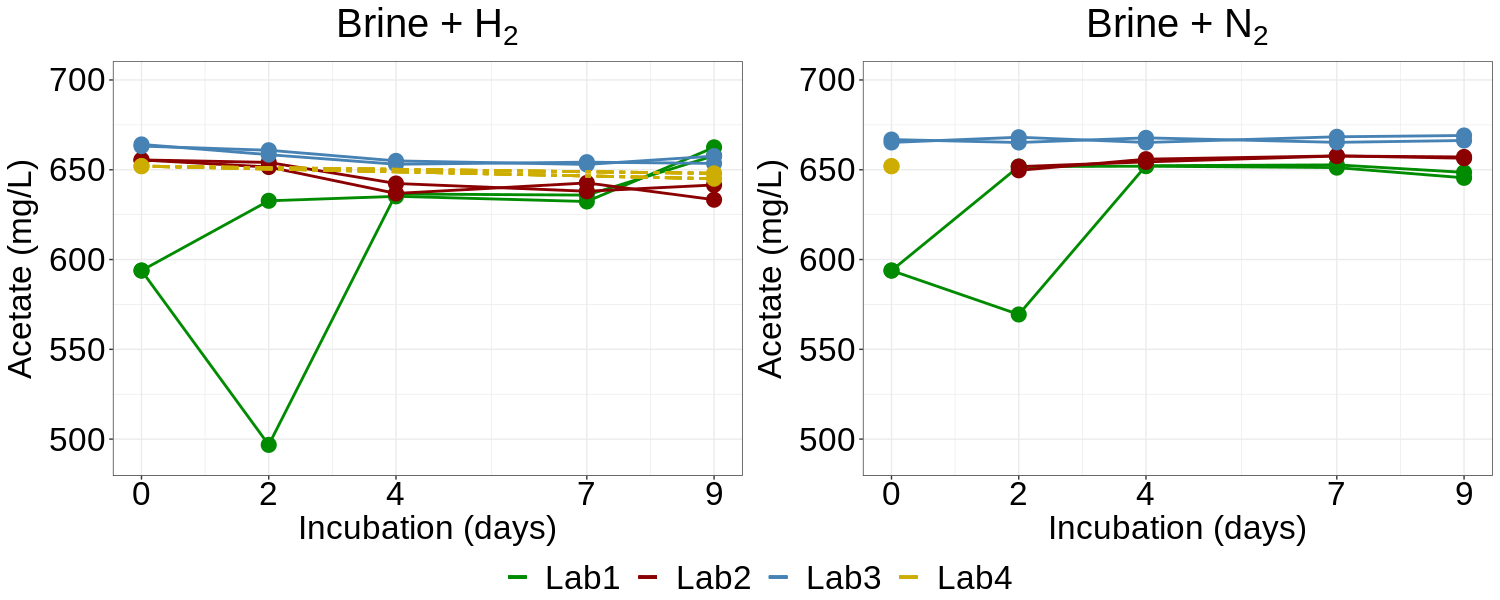 Brine + H₂
Brine + N₂
Acetate (mg/L)
700
650
600
550
500
0 2 4 7 9
Incubation (days)
Acetate (mg/L)
700
650
600
550
500
0 2 4 7 9
Incubation (days)
Lab1 Lab2 Lab3 Lab4